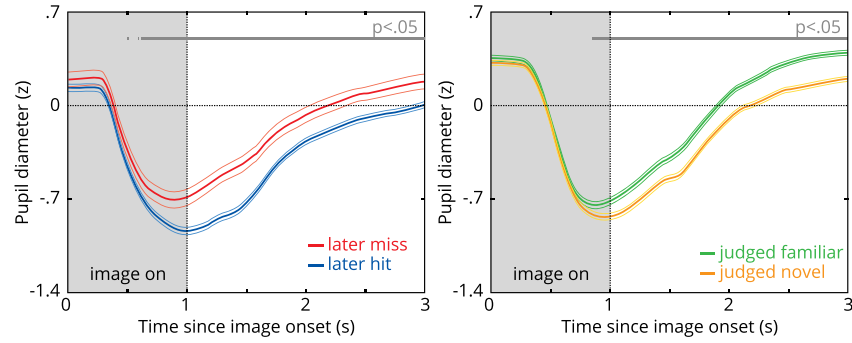 .7
p<.05
0
-.7
-1.4
Pupil diameter (z)
later miss
later hit
image on
0
1
2
3
Time since image onset (s)
.7
p<.05
0
-.7
-1.4
Pupil diameter (z)
judged familiar
judged novel
image on
0
1
2
3
Time since image onset (s)